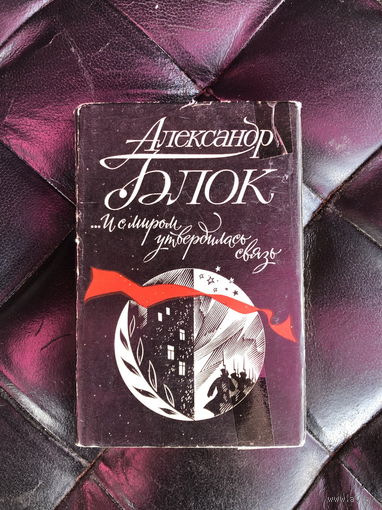 Александр
БЛОК
...И с миром
утвердилась
связь